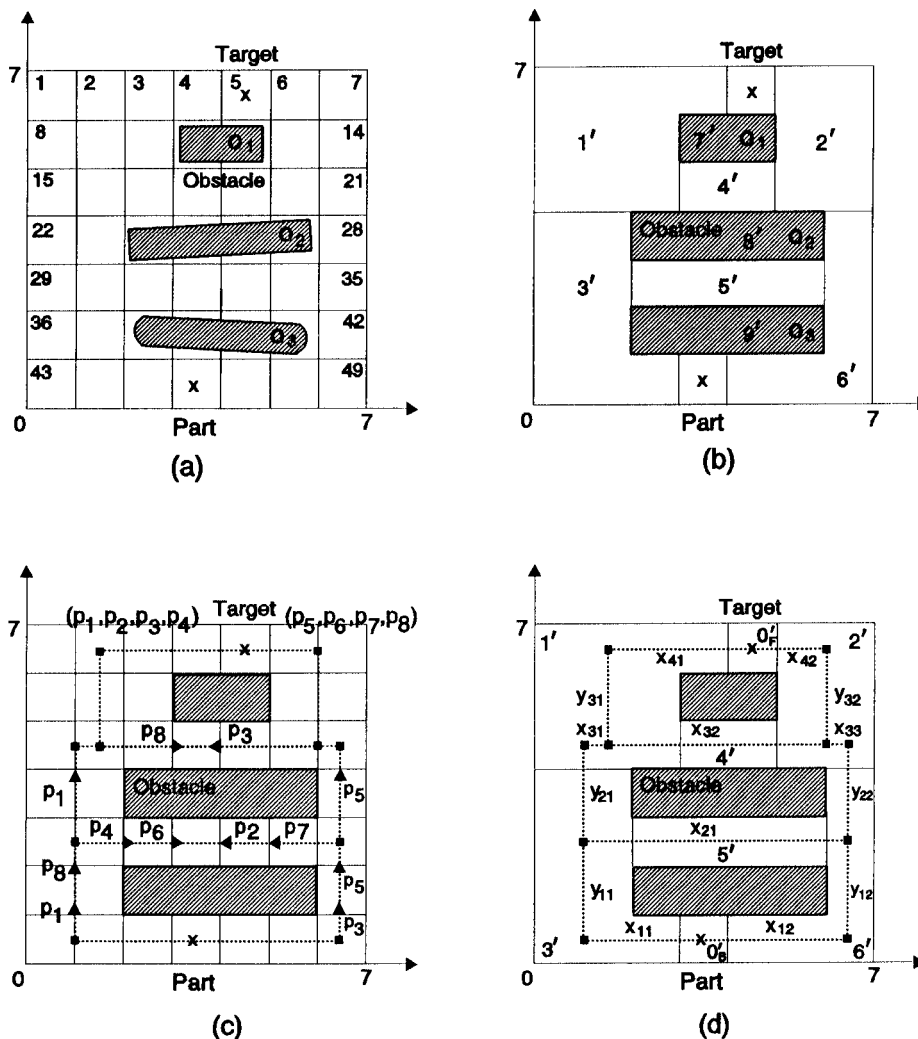 Target
7
1 2 3 4 5 6 7
x
8 O₁ 14
15 Obstacle 21
22 O₂ 28
29 35
36 O₃ 42
43 x 49
0 Part 7
(a)
Target
7
x
1′ 7′ O₁ 2′
4′
Obstacle 8′ O₂
3′ 5′
9′ O₃
x 6′
0 Part 7
(b)
Target
(p₁,p₂,p₃,p₄) (p₅,p₆,p₇,p₈)
7
x
p₈ p₃
p₁ Obstacle p₅
p₄ p₆ p₂ p₇
p₈ p₅
p₁ p₃
x
0 Part 7
(c)
Target
7 1′ x O′F 2′
x₄₁ x₄₂
y₃₁ y₃₂
x₃₁ x₃₂ x₃₃
4′
y₂₁ Obstacle y₂₂
x₂₁
5′
y₁₁ y₁₂
x₁₁ x₁₂
3′ x 6′
0 Part 7
(d)